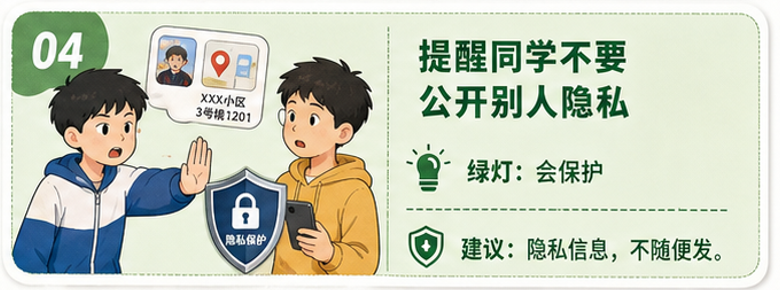 04
XXX小区
3号楼1201
隐私保护
提醒同学不要
公开别人隐私
绿灯：会保护
建议：隐私信息，不随便发。